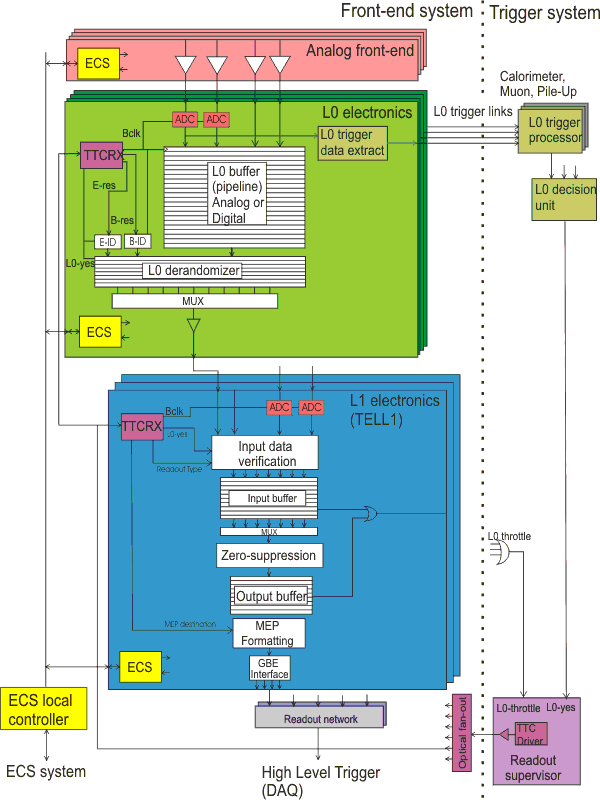 Front-end system
Trigger system
Analog front-end
ECS
Calorimeter,
Muon, Pile-Up
L0 electronics
L0 trigger links
ADC
ADC
Bclk
L0 trigger
data extract
L0 trigger
processor
TTCRX
L0 buffer
(pipeline)
Analog or
Digital
E-res
B-res
L0 decision
unit
E-ID
B-ID
L0-yes
L0 derandomizer
MUX
ECS
L1 electronics
(TELL1)
Bclk
ADC
ADC
TTCRX
L0-yes
Input data
verification
Readout Type
Input buffer
MUX
L0 throttle
Zero-suppression
Output buffer
MEP destination
MEP
Formatting
ECS
GBE
Interface
ECS local
controller
Readout network
Optical fan-out
L0-throttle
L0-yes
TTC
Driver
Readout
supervisor
ECS system
High Level Trigger
(DAQ)